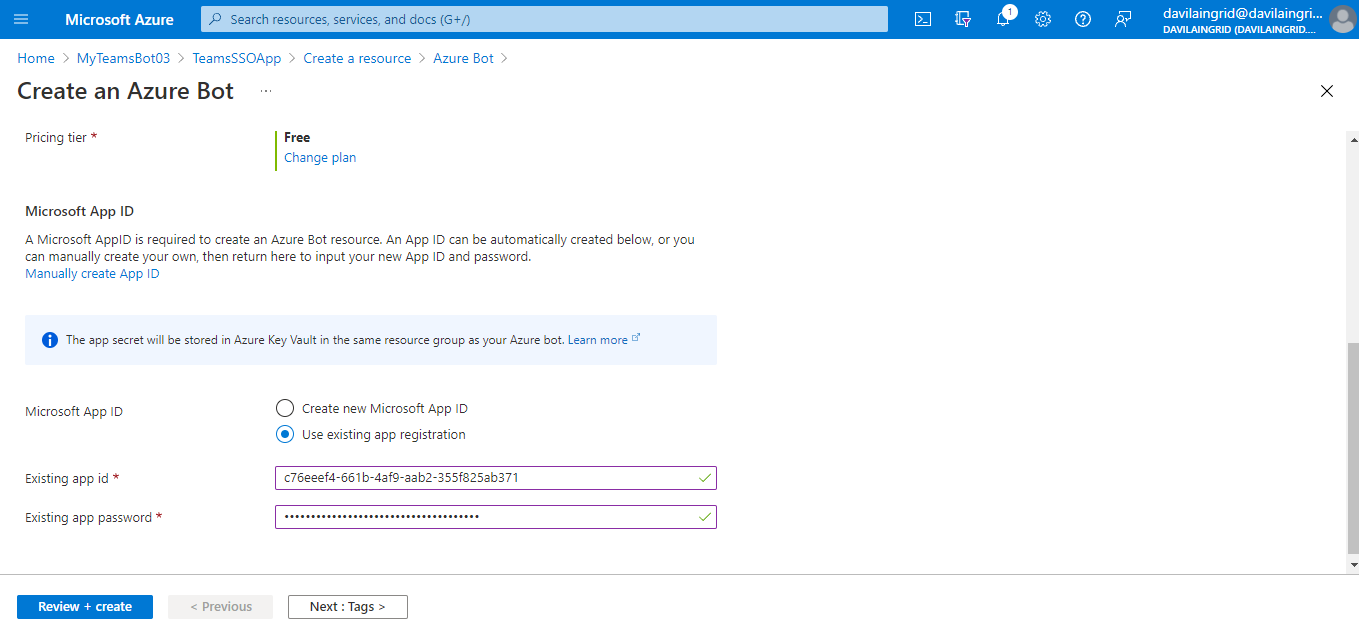 Microsoft Azure
Search resources, services, and docs (G+/)
1
davilaingrid@davilaingri...
DAVILAINGRID (DAVILAINGRID....
Home > MyTeamsBot03 > TeamsSSOApp > Create a resource > Azure Bot >
Create an Azure Bot ...
Pricing tier *
Free
Change plan
Microsoft App ID
A Microsoft AppID is required to create an Azure Bot resource. An App ID can be automatically created below, or you
can manually create your own, then return here to input your new App ID and password.
Manually create App ID
The app secret will be stored in Azure Key Vault in the same resource group as your Azure bot. Learn more
Microsoft App ID
Create new Microsoft App ID
Use existing app registration
Existing app id *
c76eeef4-661b-4af9-aab2-355f825ab371
Existing app password *
Review + create
< Previous
Next : Tags >